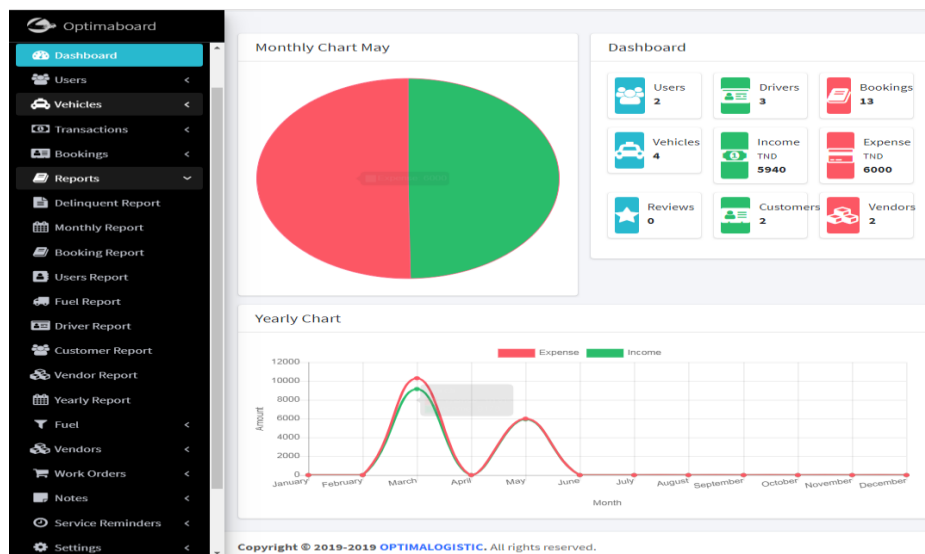 Optimaboard
Dashboard
Users
Vehicles
Transactions
Bookings
Reports
Delinquent Report
Monthly Report
Booking Report
Users Report
Fuel Report
Driver Report
Customer Report
Vendor Report
Yearly Report
Fuel
Vendors
Work Orders
Notes
Service Reminders
Settings
Monthly Chart May
Dashboard
Users
2
Drivers
3
Bookings
13
Vehicles
4
Income
TND
5940
Expense
TND
6000
Reviews
0
Customers
2
Vendors
2
Yearly Chart
Expense Income
12000
10000
8000
6000
4000
2000
0
Amount
January February March April May June July August September October November December
Month
Copyright © 2019-2019 OPTIMALOGISTIC. All rights reserved.